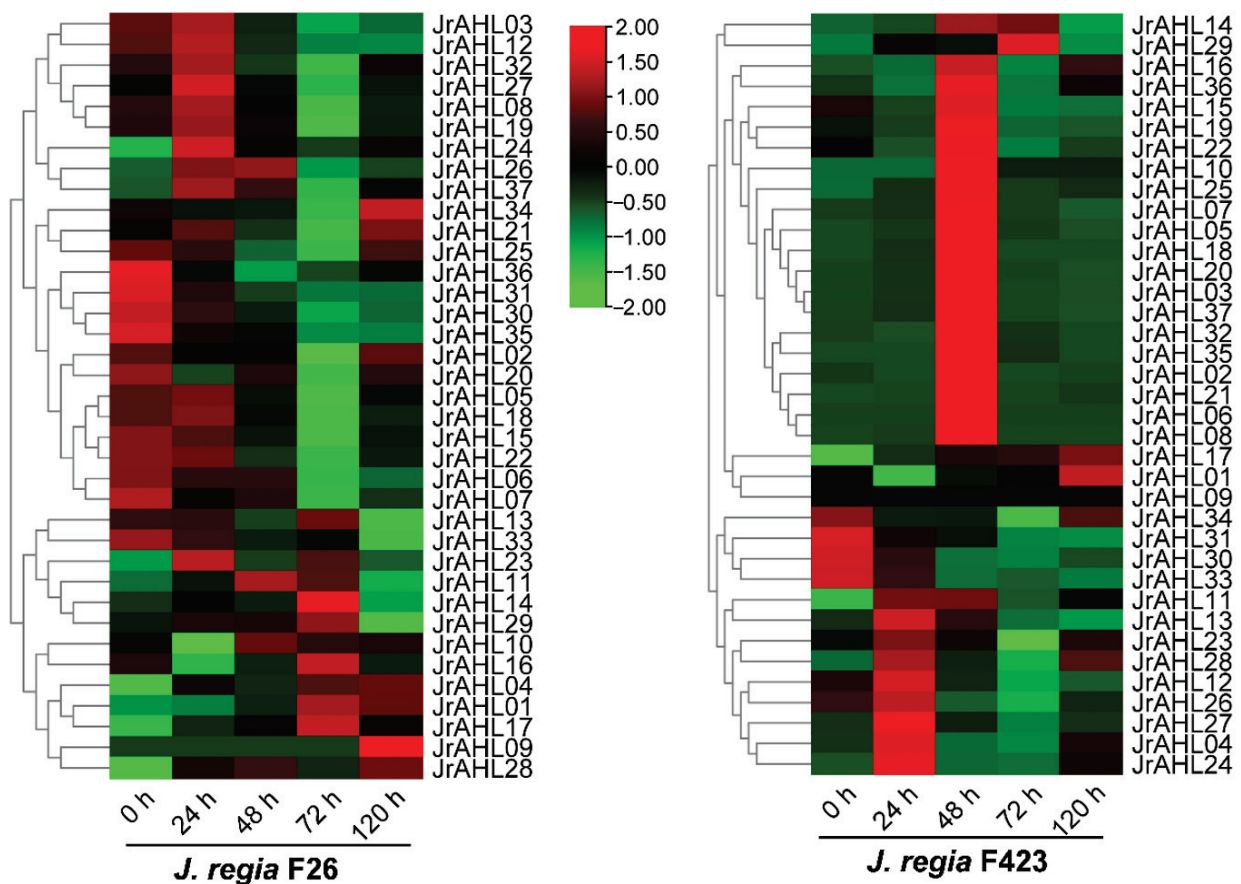 JrAHL03
JrAHL12
JrAHL32
JrAHL27
JrAHL08
JrAHL19
JrAHL24
JrAHL26
JrAHL37
JrAHL34
JrAHL21
JrAHL25
JrAHL36
JrAHL31
JrAHL30
JrAHL35
JrAHL02
JrAHL20
JrAHL05
JrAHL18
JrAHL15
JrAHL22
JrAHL06
JrAHL07
JrAHL13
JrAHL33
JrAHL23
JrAHL11
JrAHL14
JrAHL29
JrAHL10
JrAHL16
JrAHL04
JrAHL01
JrAHL17
JrAHL09
JrAHL28
0 h
24 h
48 h
72 h
120 h
J. regia F26
2.00
1.50
1.00
0.50
0.00
−0.50
−1.00
−1.50
−2.00
JrAHL14
JrAHL29
JrAHL16
JrAHL36
JrAHL15
JrAHL19
JrAHL22
JrAHL10
JrAHL25
JrAHL07
JrAHL05
JrAHL18
JrAHL20
JrAHL03
JrAHL37
JrAHL32
JrAHL35
JrAHL02
JrAHL21
JrAHL06
JrAHL08
JrAHL17
JrAHL01
JrAHL09
JrAHL34
JrAHL31
JrAHL30
JrAHL33
JrAHL11
JrAHL13
JrAHL23
JrAHL28
JrAHL12
JrAHL26
JrAHL27
JrAHL04
JrAHL24
0 h
24 h
48 h
72 h
120 h
J. regia F423